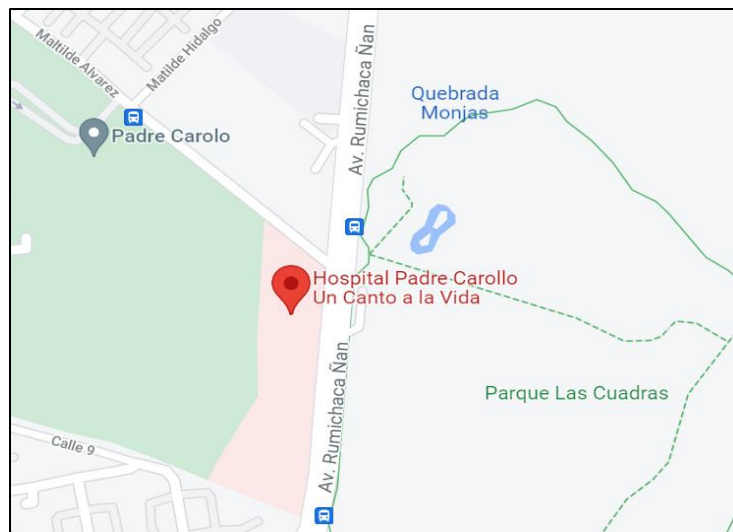 Maltilde Alvarez
Matilde Hidalgo
Padre Carolo
Av. Rumichaca Ñan
Quebrada
Monjas
Hospital Padre Carollo
Un Canto a la Vida
Av. Rumichaca Ñan
Parque Las Cuadras
Calle 9